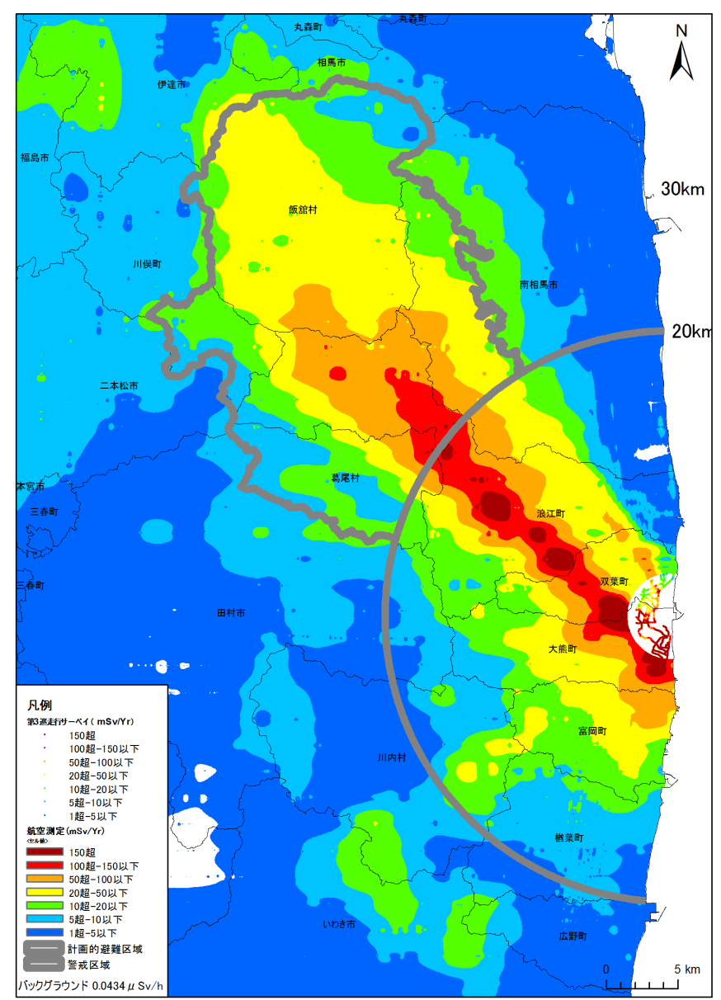 丸森町
丸森町
N
相馬市
伊達市
福島市
30km
飯舘村
川俣町
南相馬市
20km
二本松市
葛尾村
本宮市
三春町
浪江町
三春町
双葉町
田村市
大熊町
富岡町
川内村
楢葉町
いわき市
広野町
0 5 km
凡例
第3巡走行サーベイ( mSv/Yr)
150超
100超-150以下
50超-100以下
20超-50以下
10超-20以下
5超-10以下
1超-5以下
航空測定(mSv/Yr)
<セル値>
150超
100超-150以下
50超-100以下
20超-50以下
10超-20以下
5超-10以下
1超-5以下
計画的避難区域
警戒区域
バックグラウンド 0.0434μSv/h